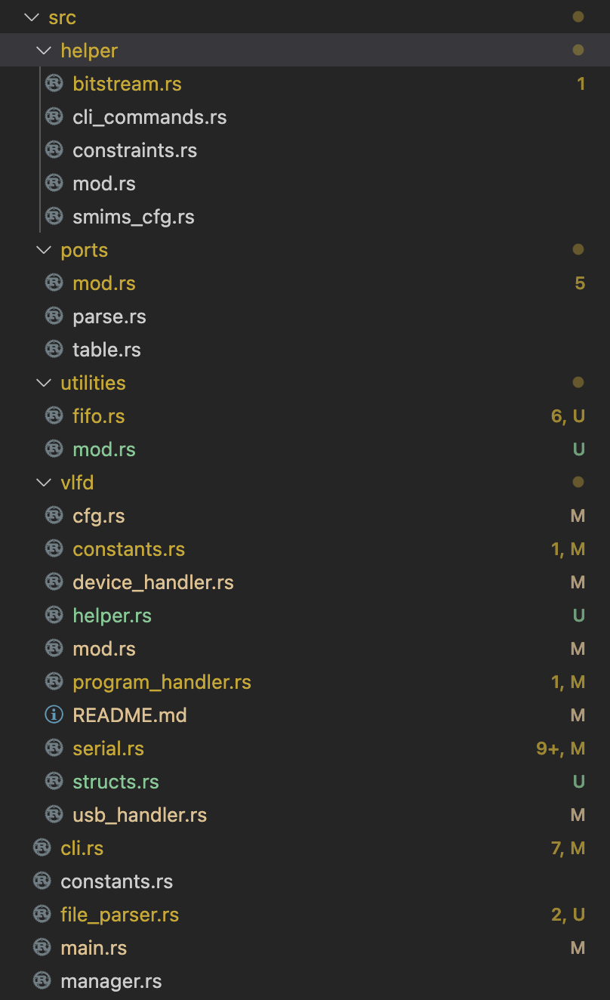 src
helper
bitstream.rs 1
cli_commands.rs
constraints.rs
mod.rs
smims_cfg.rs
ports
mod.rs 5
parse.rs
table.rs
utilities
fifo.rs 6, U
mod.rs U
vlfd
cfg.rs M
constants.rs 1, M
device_handler.rs M
helper.rs U
mod.rs M
program_handler.rs 1, M
README.md M
serial.rs 9+, M
structs.rs U
usb_handler.rs M
cli.rs 7, M
constants.rs
file_parser.rs 2, U
main.rs M
manager.rs